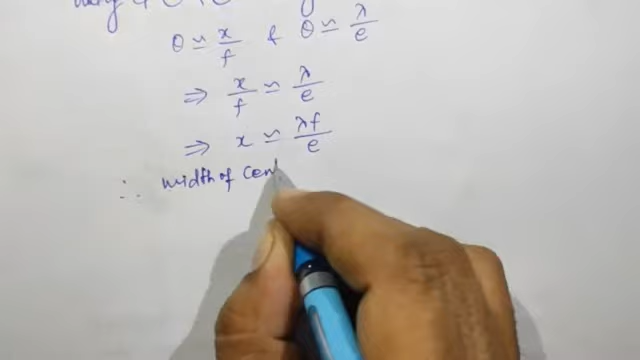 θ ≃ x/f & θ ≃ λ/e
⇒ x/f ≃ λ/e
⇒ x ≃ λf/e
∴ width of Cen